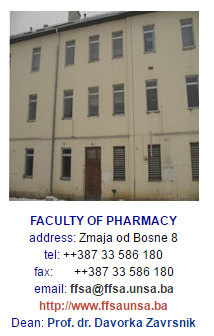 FACULTY OF PHARMACY
address: Zmaja od Bosne 8
tel: ++387 33 586 180
fax: ++387 33 586 180
email: ffsa@ffsa.unsa.ba
http://www.ffsaunsa.ba
Dean: Prof. dr. Davorka Zavrsnik